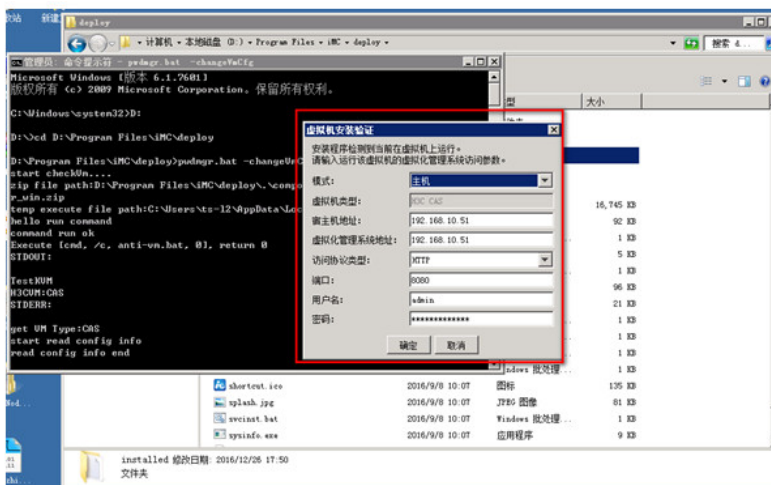 deploy
计算机 ▸ 本地磁盘 (D:) ▸ Program Files ▸ iMC ▸ deploy ▸
管理员: 命令提示符 - pwdmgr.bat -changeVmCfg
Microsoft Windows [版本 6.1.7601]
版权所有 (c) 2009 Microsoft Corporation。保留所有权利。
C:\Windows\system32>D:
D:\>cd D:\Program Files\iMC\deploy
D:\Program Files\iMC\deploy>pwdmgr.bat -changeVmC
start checkVm....
zip file path:D:\Program Files\iMC\deploy\.\compo
r_win.zip
temp execute file path:C:\Users\ts-12\AppData\Loc
hello run command
command run ok
Execute [cmd, /c, anti-vm.bat, 0], return 0
STDOUT:
TestKVM
H3CVM:CAS
STDERR:
get VM Type:CAS
start read config info
read config info end
虚拟机安装验证
安装程序检测到当前在虚拟机上运行。
请输入运行该虚拟机的虚拟化管理系统访问参数。
模式: 主机
虚拟机类型: H3C CAS
宿主机地址: 192.168.10.51
虚拟化管理系统地址: 192.168.10.51
访问协议类型: HTTP
端口: 8080
用户名: admin
密码: *************
确定 取消
大小
16,745 KB
92 KB
1 KB
5 KB
1 KB
96 KB
21 KB
1 KB
1 KB
1 KB
1 KB
shortcut.ico 2016/9/8 10:07 图标 135 KB
splash.jpg 2016/9/8 10:07 JPEG 图像 81 KB
svcinst.bat 2016/9/8 10:07 Windows 批处理... 1 KB
sysinfo.exe 2016/9/8 10:07 应用程序 9 KB
installed 修改日期: 2016/12/26 17:50
文件夹